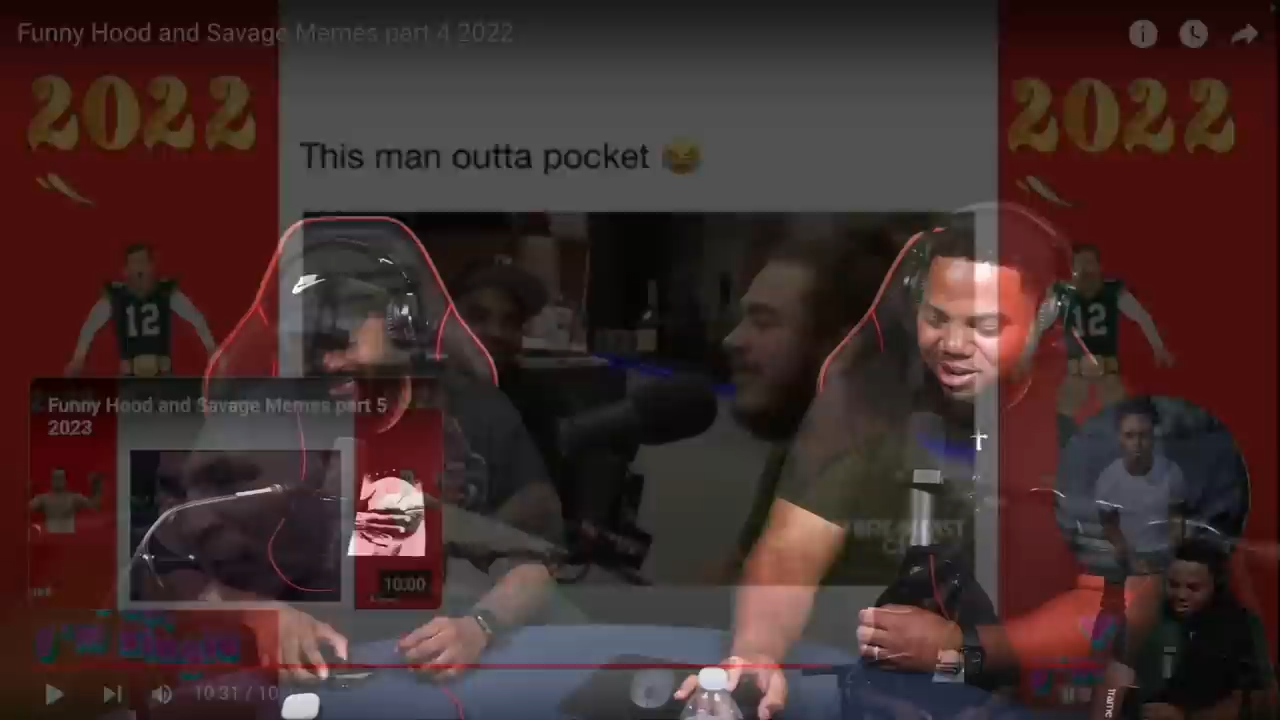 Funny Hood and Savage Memes part 4 2022
2022
2022
This man outta pocket 😆
12
12
Funny Hood and Savage Memes part 5
2023
10:00
10:31 / 10